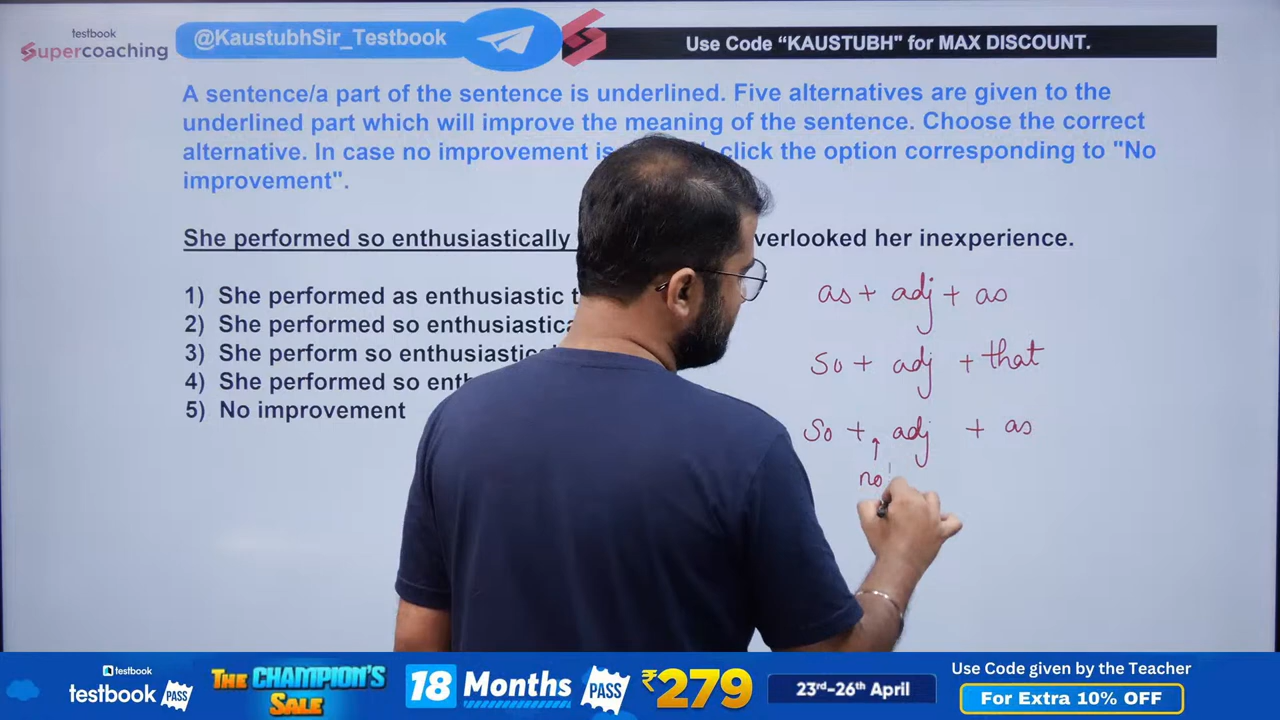 testbook
Supercoaching
@KaustubhSir_Testbook
Use Code “KAUSTUBH" for MAX DISCOUNT.
A sentence/a part of the sentence is underlined. Five alternatives are given to the
underlined part which will improve the meaning of the sentence. Choose the correct
alternative. In case no improvement is click the option corresponding to "No
improvement".
She performed so enthusiastically verlooked her inexperience.
1) She performed as enthusiastic
2) She performed so
3) She perform so
4) She performed so
5) No improvement
as + adj + as
So + adj + that
So + adj + as
no
testbook
testbook PASS
THE CHAMPION'S
SALE
18 Months PASS ₹279
23rd-26th April
Use Code given by the Teacher
For Extra 10% OFF